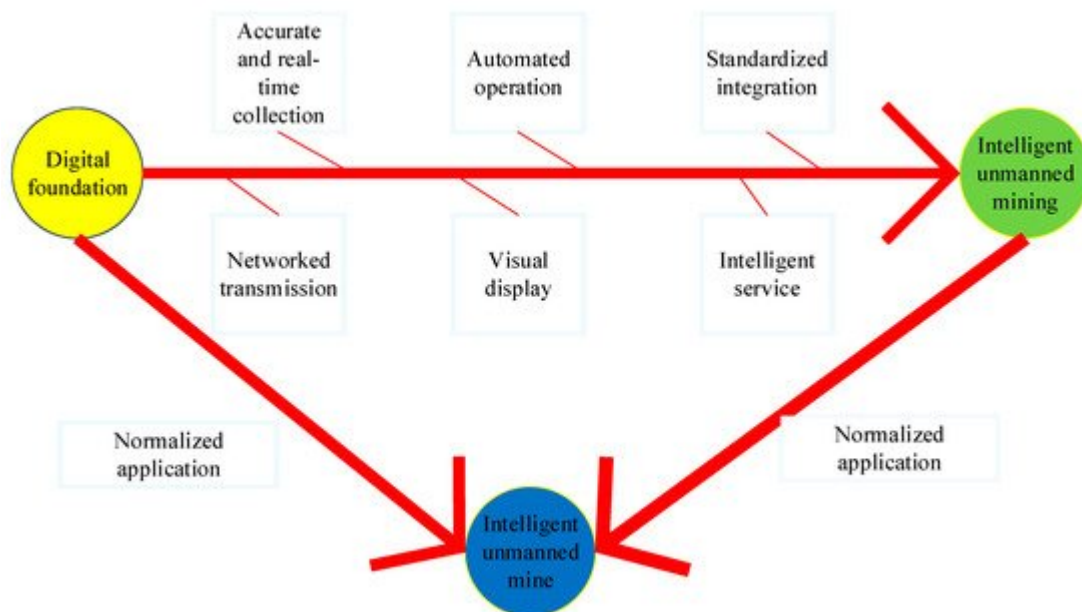 Accurate
and real-
time
collection
Automated
operation
Standardized
integration
Digital
foundation
Intelligent
unmanned
mining
Networked
transmission
Visual
display
Intelligent
service
Normalized
application
Normalized
application
Intelligent
unmanned
mine